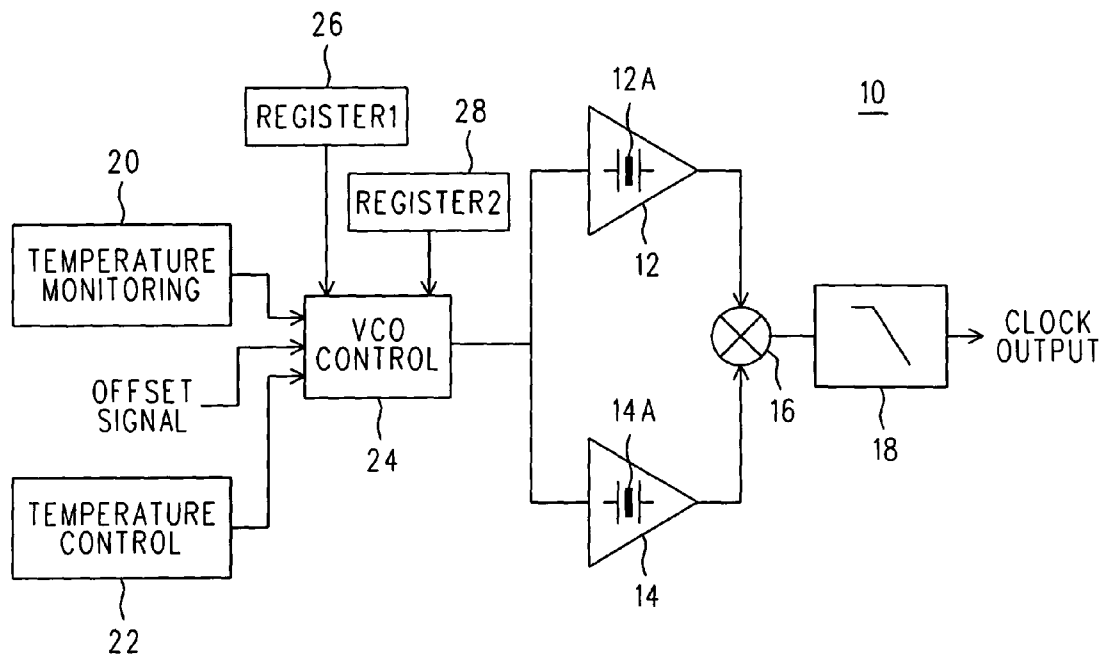 26
REGISTER1
28
REGISTER2
20
TEMPERATURE
MONITORING
VCO
CONTROL
24
OFFSET
SIGNAL
TEMPERATURE
CONTROL
22
12A
12
10
16
18
CLOCK
OUTPUT
14A
14